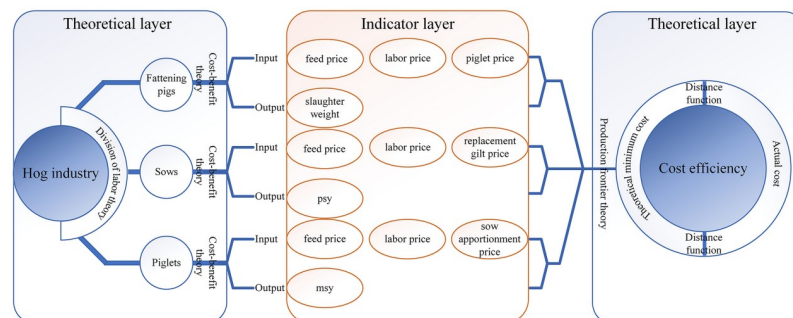 Theoretical layer
Indicator layer
Theoretical layer
Hog industry
Division of labor theory
Fattening
pigs
Cost-benefit
theory
Input
feed price
labor price
piglet price
Output
slaughter
weight
Sows
Cost-benefit
theory
Input
feed price
labor price
replacement
gilt price
Output
psy
Piglets
Cost-benefit
theory
Input
feed price
labor price
sow
apportionment
price
Output
msy
Production frontier theory
Theoretical minimum cost
Distance
function
Cost efficiency
Actual cost
Distance
function